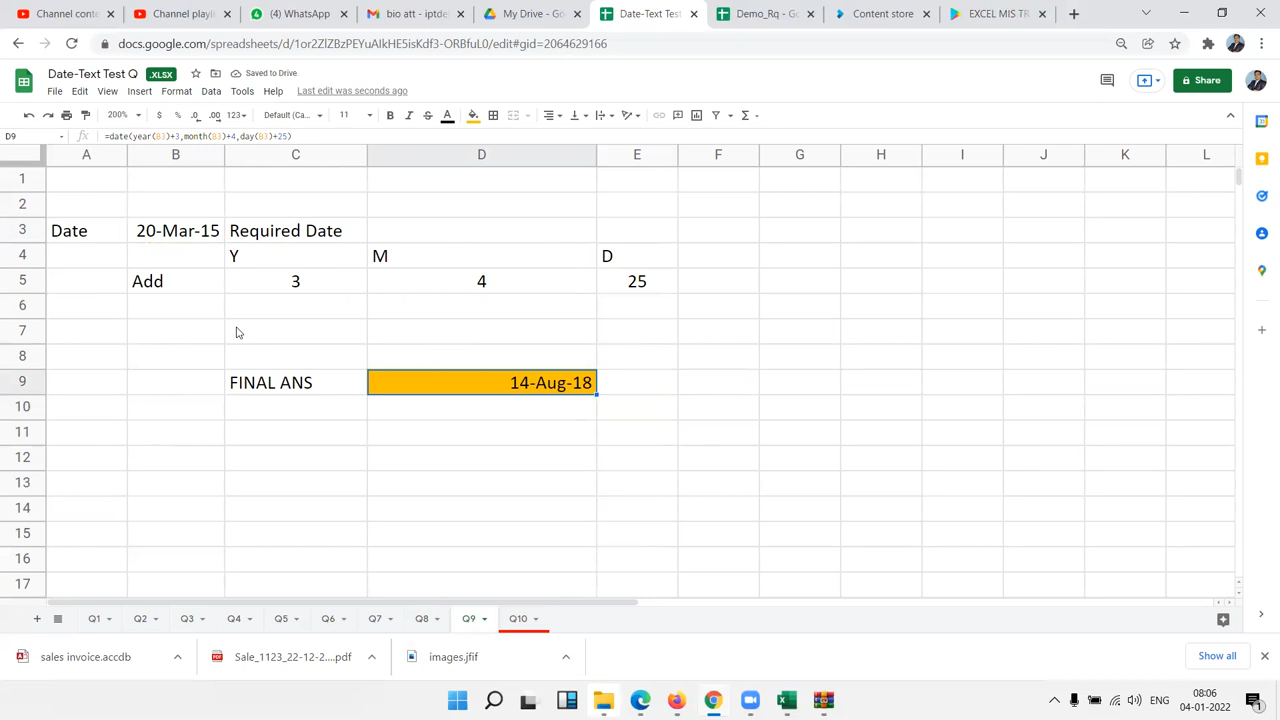 Channel conten
Channel playli
(4) WhatsApp
bio att - iptde
My Drive - Goo
Date-Text Test
Demo_Rq - Go
Content store
EXCEL MIS TR
docs.google.com/spreadsheets/d/1or2ZlZBzPEYuAIkHE5isKdf3-ORBfuL0/edit#gid=2064629166
Date-Text Test Q .XLSX Saved to Drive
File Edit View Insert Format Data Tools Help Last edit was seconds ago
Share
200% $ % .0 .00 123 Default (Ca... 11 B I S A
D9 fx =date(year(B3)+3,month(B3)+4,day(B3)+25)
A B C D E F G H I J K L
1
2
3 Date 20-Mar-15 Required Date
4 Y M D
5 Add 3 4 25
6
7
8
9 FINAL ANS 14-Aug-18
10
11
12
13
14
15
16
17
Q1 Q2 Q3 Q4 Q5 Q6 Q7 Q8 Q9 Q10
sales invoice.accdb Sale_1123_22-12-2....pdf images.jfif Show all
ENG 08:06
04-01-2022